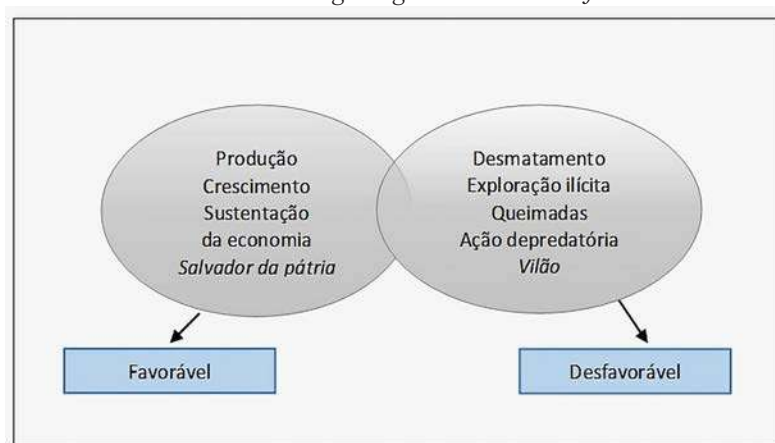 Produção
Crescimento
Sustentação
da economia
Salvador da pátria
Desmatamento
Exploração ilícita
Queimadas
Ação depredatória
Vilão
Favorável
Desfavorável